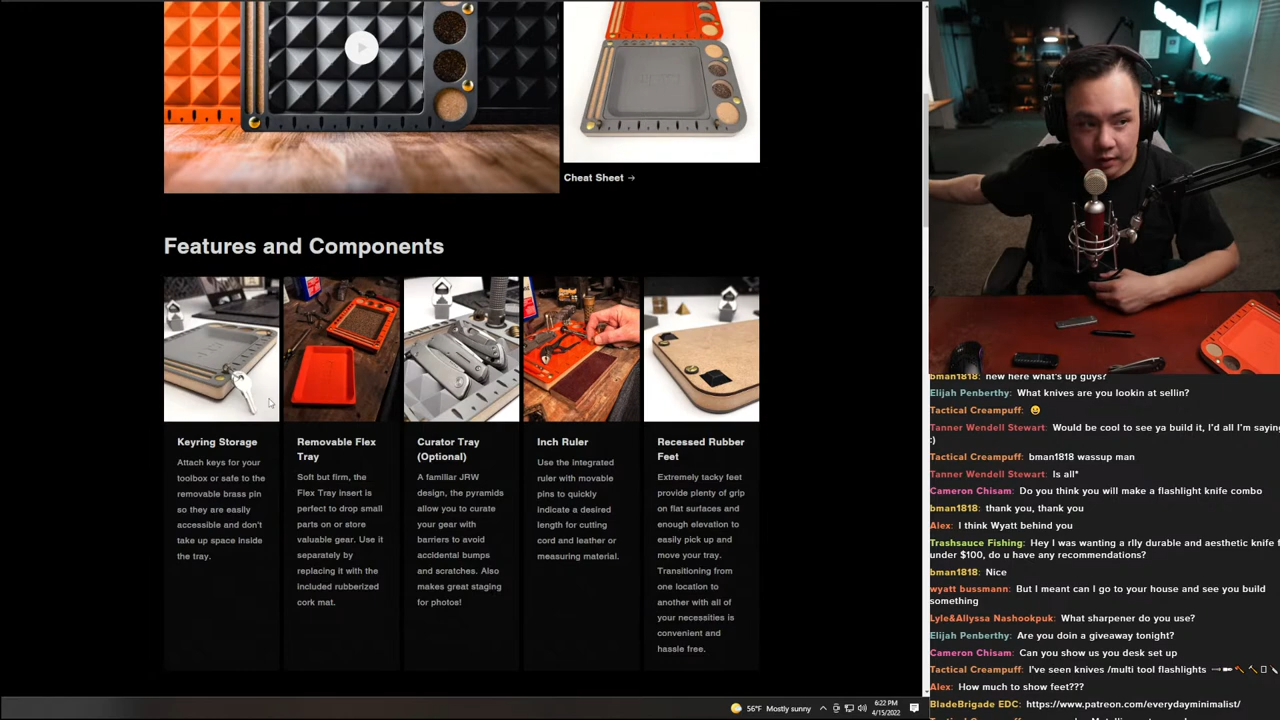 Cheat Sheet →
Features and Components
Keyring Storage
Attach keys for your
toolbox or safe to the
removable brass pin
so they are easily
accessible and don't
take up space inside
the tray.
Removable Flex
Tray
Soft but firm, the
Flex Tray insert is
perfect to drop small
parts on or store
valuable gear. Use it
separately by
replacing it with the
included rubberized
cork mat.
Curator Tray
(Optional)
A familiar JRW
design, the pyramids
allow you to curate
your gear with
barriers to avoid
accidental bumps
and scratches. Also
makes great staging
for photos!
Inch Ruler
Use the integrated
ruler with movable
pins to quickly
indicate a desired
length for cutting
cord and leather or
measuring material.
Recessed Rubber
Feet
Extremely tacky feet
provide plenty of grip
on flat surfaces and
enough elevation to
easily pick up and
move your tray.
Transitioning from
one location to
another with all of
your necessities is
convenient and
hassle free.
bman1818: new here what's up guys?
Elijah Penberthy: What knives are you lookin at sellin?
Tactical Creampuff: 😀
Tanner Wendell Stewart: Would be cool to see ya build it, I'd all I'm saying
:)
Tactical Creampuff: bman1818 wassup man
Tanner Wendell Stewart: Is all*
Cameron Chisam: Do you think you will make a flashlight knife combo
bman1818: thank you, thank you
Alex: I think Wyatt behind you
Trashsauce Fishing: Hey I was wanting a rlly durable and aesthetic knife f
under $100, do u have any recommendations?
bman1818: Nice
wyatt bussmann: But I meant can I go to your house and see you build
something
Lyle&Allyssa Nashookpuk: What sharpener do you use?
Elijah Penberthy: Are you doin a giveaway tonight?
Cameron Chisam: Can you show us you desk set up
Tactical Creampuff: I've seen knives /multi tool flashlights
Alex: How much to show feet???
BladeBrigade EDC: https://www.patreon.com/everydayminimalist/
56°F Mostly sunny
6:22 PM
4/15/2022